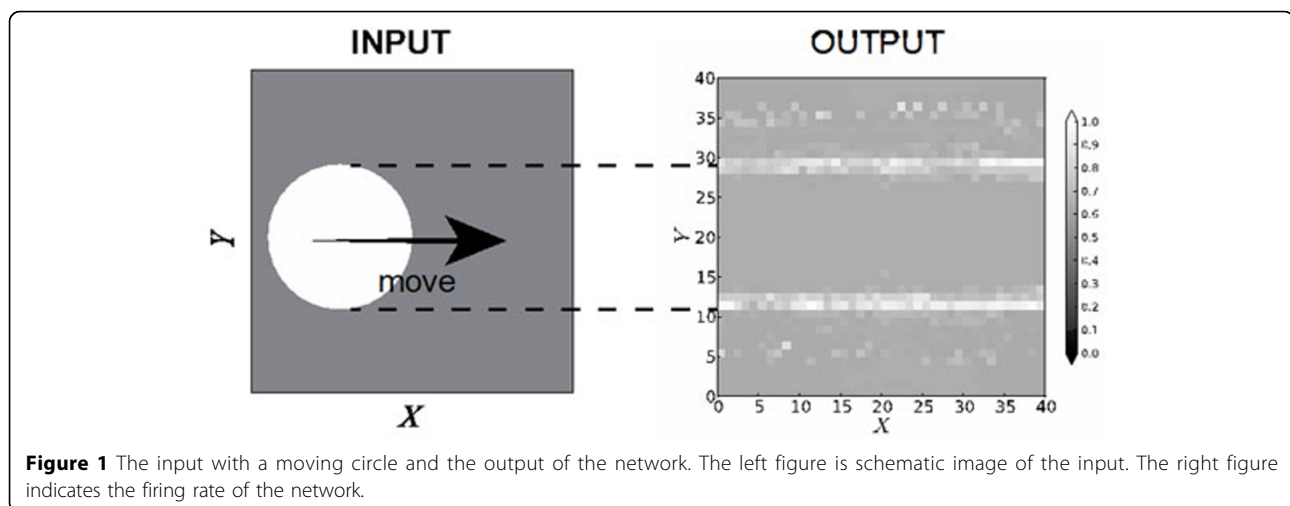 INPUT
OUTPUT
Y
move
X
40
35
30
25
20
15
10
5
0
Y
0 5 10 15 20 25 30 35 40
X
1.0
0.9
0.8
0.7
0.6
0.5
0.4
0.3
0.2
0.1
0.0
Figure 1 The input with a moving circle and the output of the network. The left figure is schematic image of the input. The right figure
indicates the firing rate of the network.